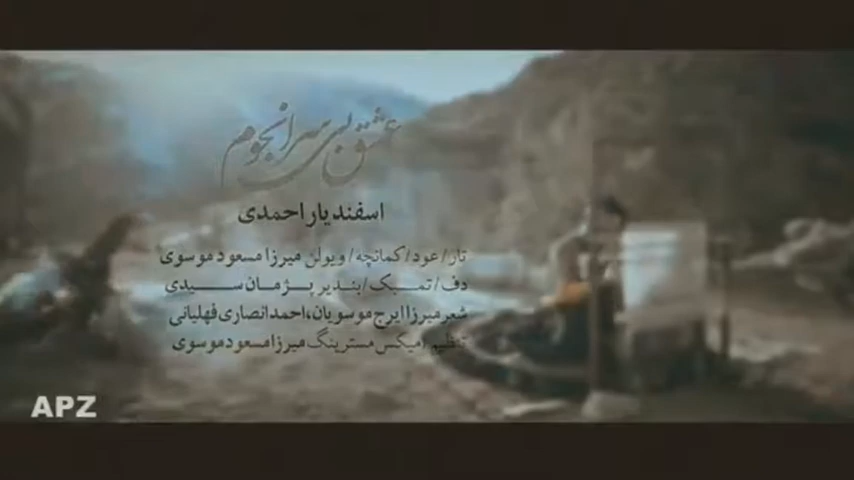 عشق بی سرانجوم
اسفندیار احمدی
تار/عود/کمانچه/ویولن میرزا مسعود موسوی
دف/تمبک/بندیر پژمان سیدی
شعر میرزا ایرج موسویان،احمد انصاری فهلیانی
تنظیم/میکس مسترینگ میرزا مسعود موسوی
APZ